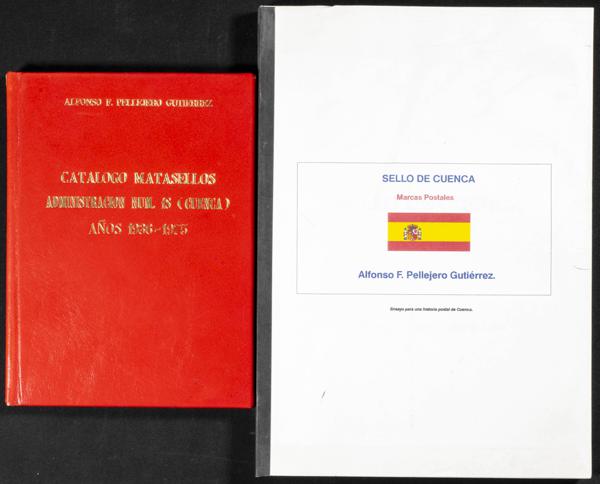 ALFONSO F. PELLEJERO GUTIERREZ
CATALOGO MATASELLOS
ADMINISTRACION NUM. 18 (CUENCA)
AÑOS 1936-1975
SELLO DE CUENCA
Marcas Postales
Alfonso F. Pellejero Gutiérrez.
Ensayo para una historia postal de Cuenca.